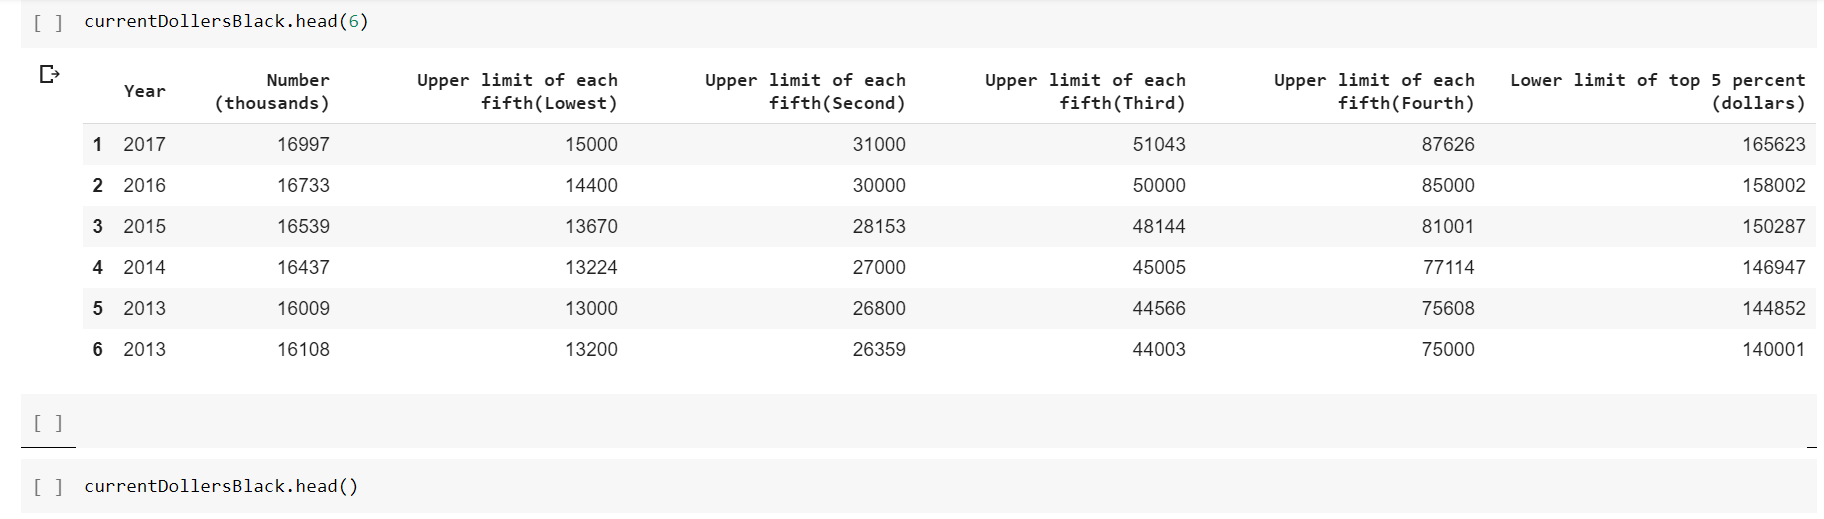 [ ] currentDollersBlack.head(6)
Year Number (thousands) Upper limit of each fifth(Lowest) Upper limit of each fifth(Second) Upper limit of each fifth(Third) Upper limit of each fifth(Fourth) Lower limit of top 5 percent (dollars)
1 2017 16997 15000 31000 51043 87626 165623
2 2016 16733 14400 30000 50000 85000 158002
3 2015 16539 13670 28153 48144 81001 150287
4 2014 16437 13224 27000 45005 77114 146947
5 2013 16009 13000 26800 44566 75608 144852
6 2013 16108 13200 26359 44003 75000 140001
[ ]
[ ] currentDollersBlack.head()